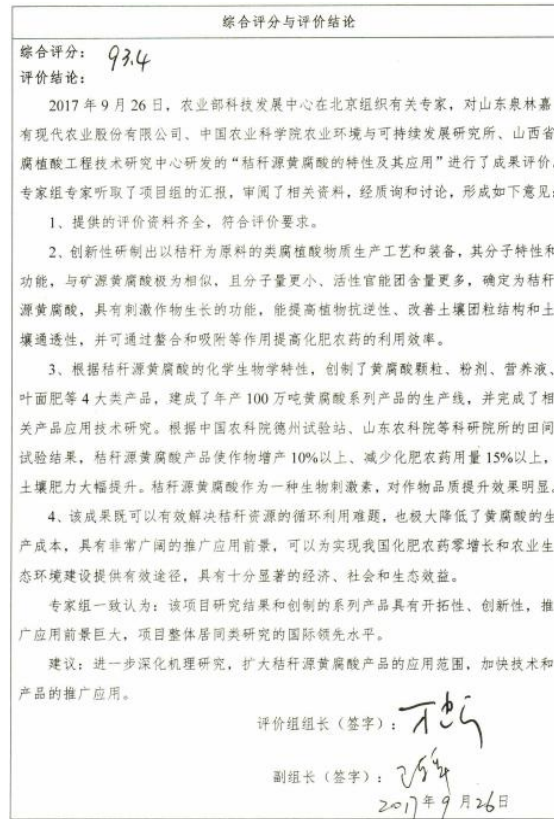 综合评分与评价结论
综合评分： 93.4
评价结论：
2017 年 9 月 26 日，农业部科技发展中心在北京组织有关专家，对山东泉林嘉
有现代农业股份有限公司、中国农业科学院农业环境与可持续发展研究所、山西省
腐植酸工程技术研究中心研发的“秸秆源黄腐酸的特性及其应用”进行了成果评价。
专家组专家听取了项目组的汇报，审阅了相关资料，经质询和讨论，形成如下意见：
1、提供的评价资料齐全，符合评价要求。
2、创新性研制出以秸秆为原料的类腐植酸物质生产工艺和装备，其分子特性和
功能，与矿源黄腐酸极为相似，且分子量更小、活性官能团含量更多，确定为秸秆
源黄腐酸，具有刺激作物生长的功能，能提高植物抗逆性、改善土壤团粒结构和土
壤通透性，并可通过螯合和吸附等作用提高化肥农药的利用效率。
3、根据秸秆源黄腐酸的化学生物学特性，创制了黄腐酸颗粒、粉剂、营养液、
叶面肥等 4 大类产品，建成了年产 100 万吨黄腐酸系列产品的生产线，并完成了相
关产品应用技术研究。根据中国农科院德州试验站、山东农科院等科研院所的田间
试验结果，秸秆源黄腐酸产品使作物增产 10%以上、减少化肥农药用量 15%以上，
土壤肥力大幅提升。秸秆源黄腐酸作为一种生物刺激素，对作物品质提升效果明显。
4、该成果既可以有效解决秸秆资源的循环利用难题，也极大降低了黄腐酸的生
产成本，具有非常广阔的推广应用前景，可以为实现我国化肥农药零增长和农业生
态环境建设提供有效途径，具有十分显著的经济、社会和生态效益。
专家组一致认为：该项目研究结果和创制的系列产品具有开拓性、创新性，推
广应用前景巨大，项目整体居同类研究的国际领先水平。
建议：进一步深化机理研究，扩大秸秆源黄腐酸产品的应用范围，加快技术和
产品的推广应用。
评价组组长（签字）：
副组长（签字）：
2017年9月26日